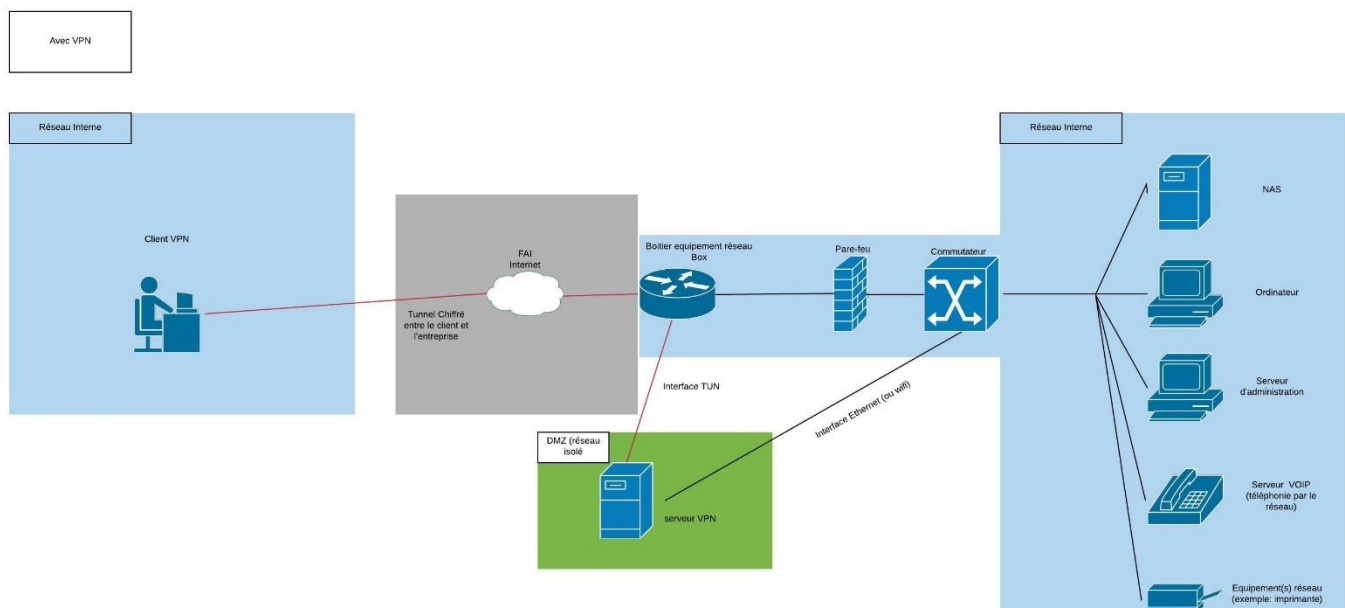 Avec VPN
Réseau Interne
Réseau Interne
Client VPN
FAI
Internet
Tunnel Chiffré
entre le client et
l'entreprise
Boitier equipement réseau
Box
Pare-feu
Commutateur
NAS
Ordinateur
Serveur
d'administration
Interface TUN
Interface Ethernet (ou wifi)
DMZ (réseau
isolé
serveur VPN
Serveur VOIP
(téléphonie par le
réseau)
Equipement(s) réseau
(exemple: imprimante)